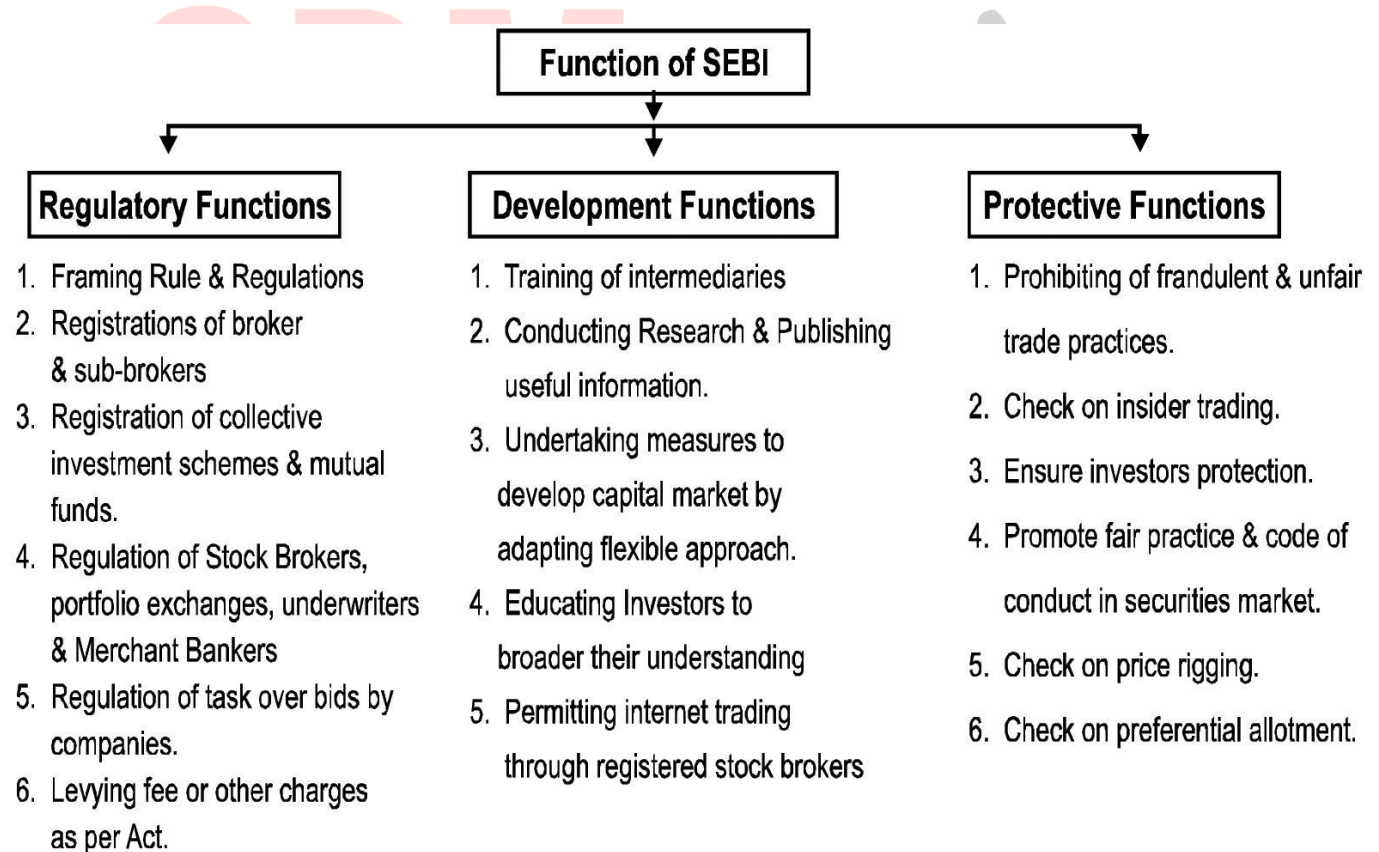 Function of SEBI
Regulatory Functions
1. Framing Rule & Regulations
2. Registrations of broker
& sub-brokers
3. Registration of collective
investment schemes & mutual
funds.
4. Regulation of Stock Brokers,
portfolio exchanges, underwriters
& Merchant Bankers
5. Regulation of task over bids by
companies.
6. Levying fee or other charges
as per Act.
Development Functions
1. Training of intermediaries
2. Conducting Research & Publishing
useful information.
3. Undertaking measures to
develop capital market by
adapting flexible approach.
4. Educating Investors to
broader their understanding
5. Permitting internet trading
through registered stock brokers
Protective Functions
1. Prohibiting of frandulent & unfair
trade practices.
2. Check on insider trading.
3. Ensure investors protection.
4. Promote fair practice & code of
conduct in securities market.
5. Check on price rigging.
6. Check on preferential allotment.